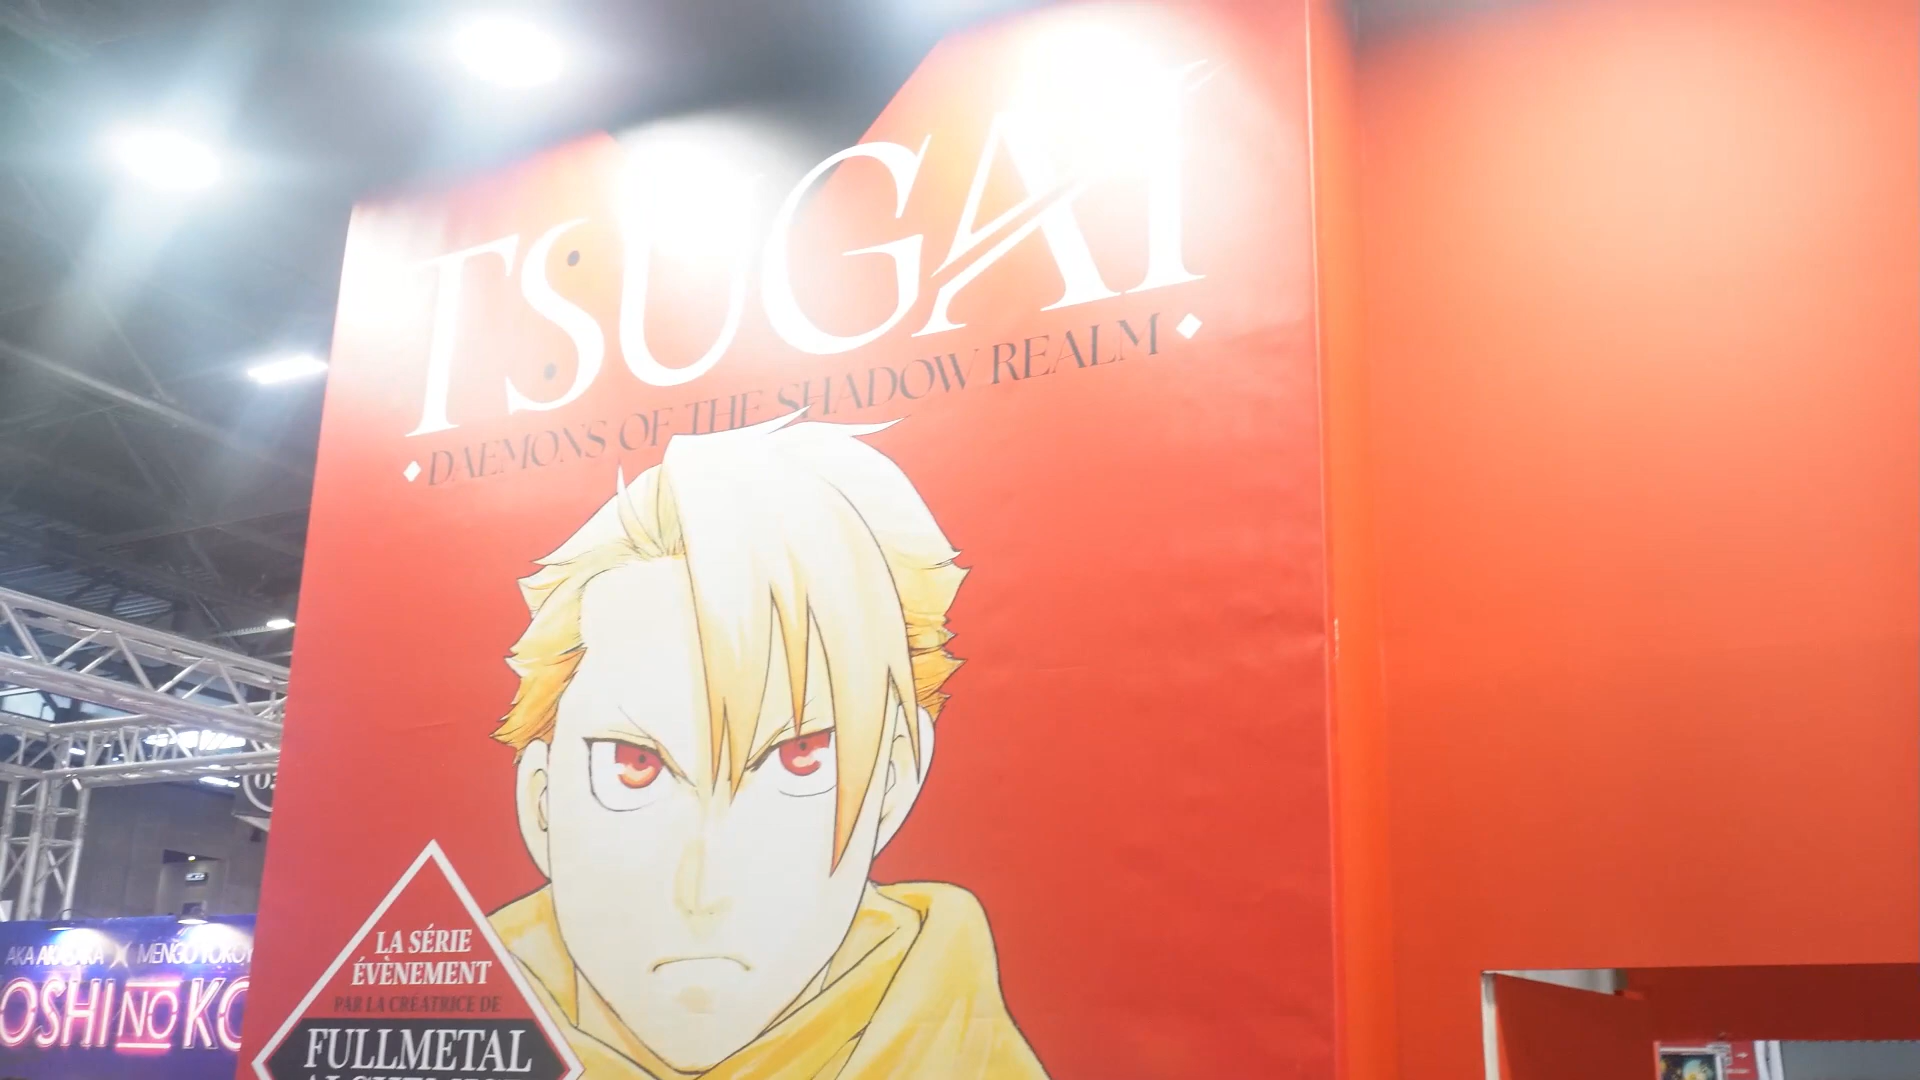 TSUGAI
DAEMONS OF THE SHADOW REALM
LA SÉRIE
ÉVÈNEMENT
PAR LA CRÉATRICE DE
FULLMETAL
AKA AKASAKA X MENGO YOKOY
OSHI NO KO